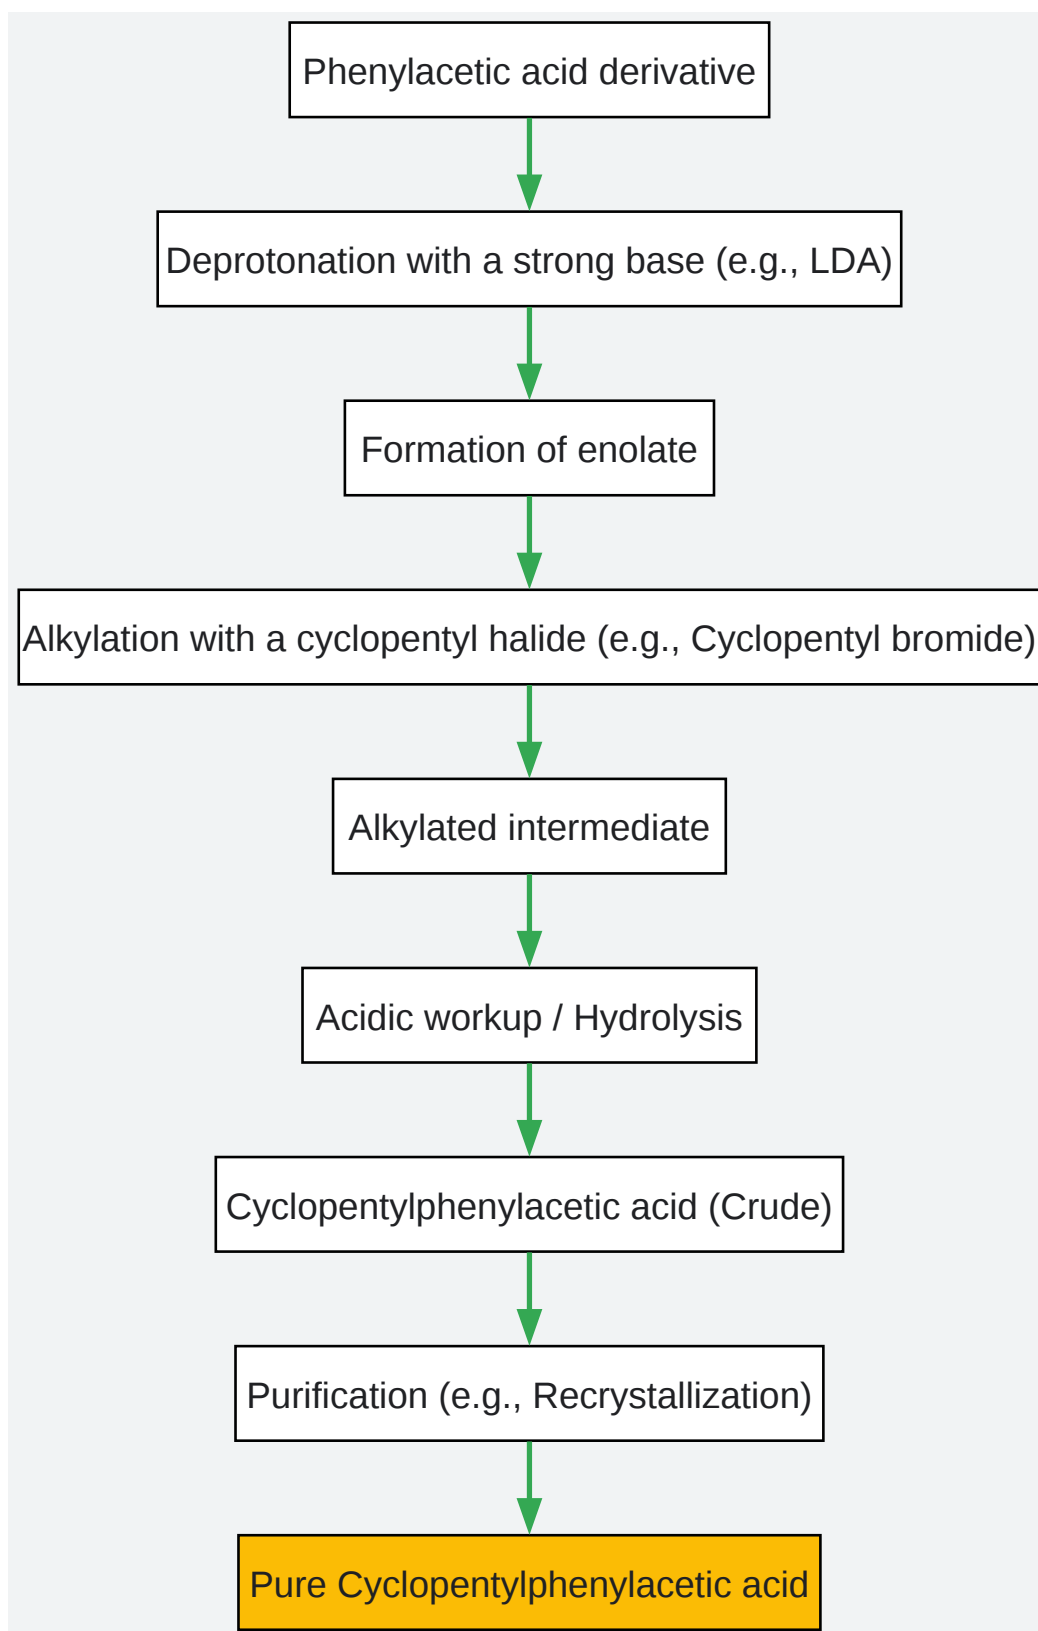 Phenylacetic acid derivative
Deprotonation with a strong base (e.g., LDA)
Formation of enolate
Alkylation with a cyclopentyl halide (e.g., Cyclopentyl bromide)
Alkylated intermediate
Acidic workup / Hydrolysis
Cyclopentylphenylacetic acid (Crude)
Purification (e.g., Recrystallization)
Pure Cyclopentylphenylacetic acid